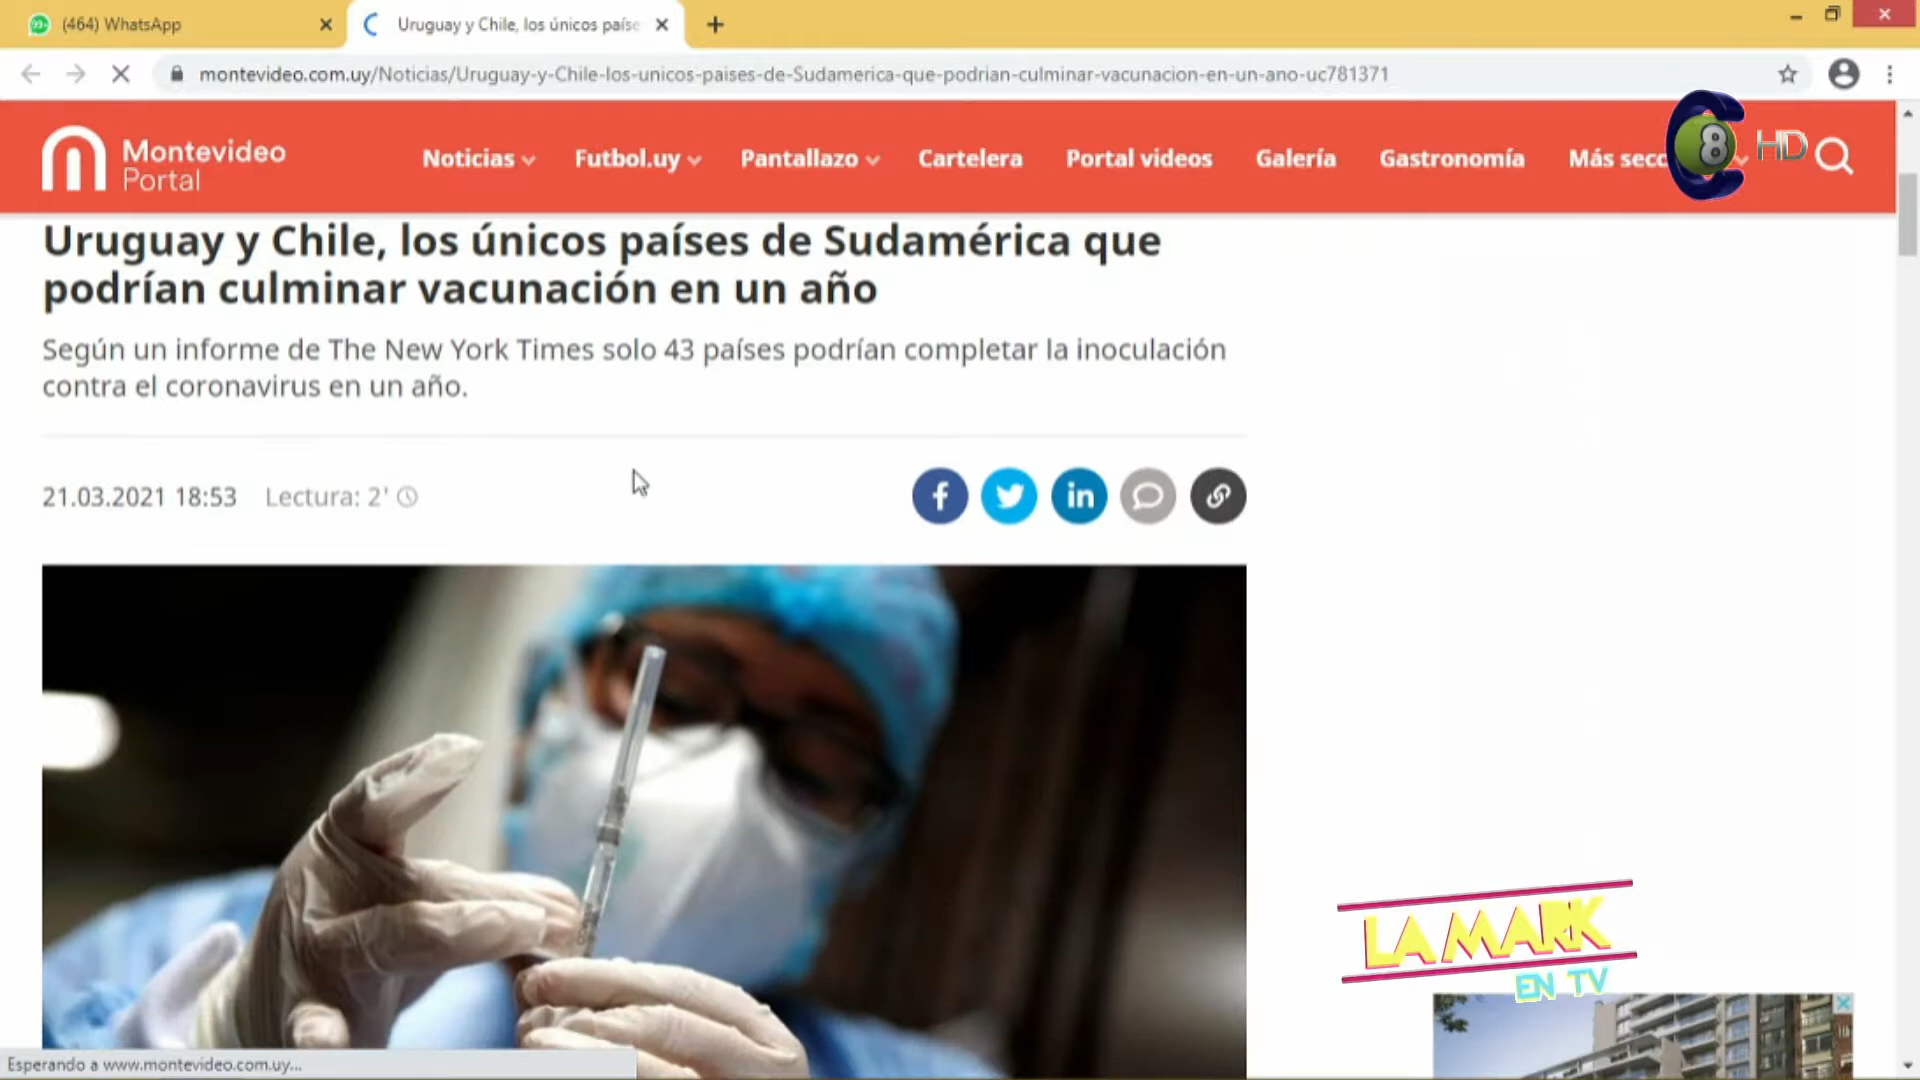 99+
(464) WhatsApp
Uruguay y Chile, los únicos países
montevideo.com.uy/Noticias/Uruguay-y-Chile-los-unicos-paises-de-Sudamerica-que-podrian-culminar-vacunacion-en-un-ano-uc781371
Montevideo
Portal
Noticias
Futbol.uy
Pantallazo
Cartelera
Portal videos
Galería
Gastronomía
Más secc
C 8 HD
Uruguay y Chile, los únicos países de Sudamérica que
podrían culminar vacunación en un año
Según un informe de The New York Times solo 43 países podrían completar la inoculación
contra el coronavirus en un año.
21.03.2021 18:53 Lectura: 2'
f
in
LA MARK
EN TV
Esperando a www.montevideo.com.uy...